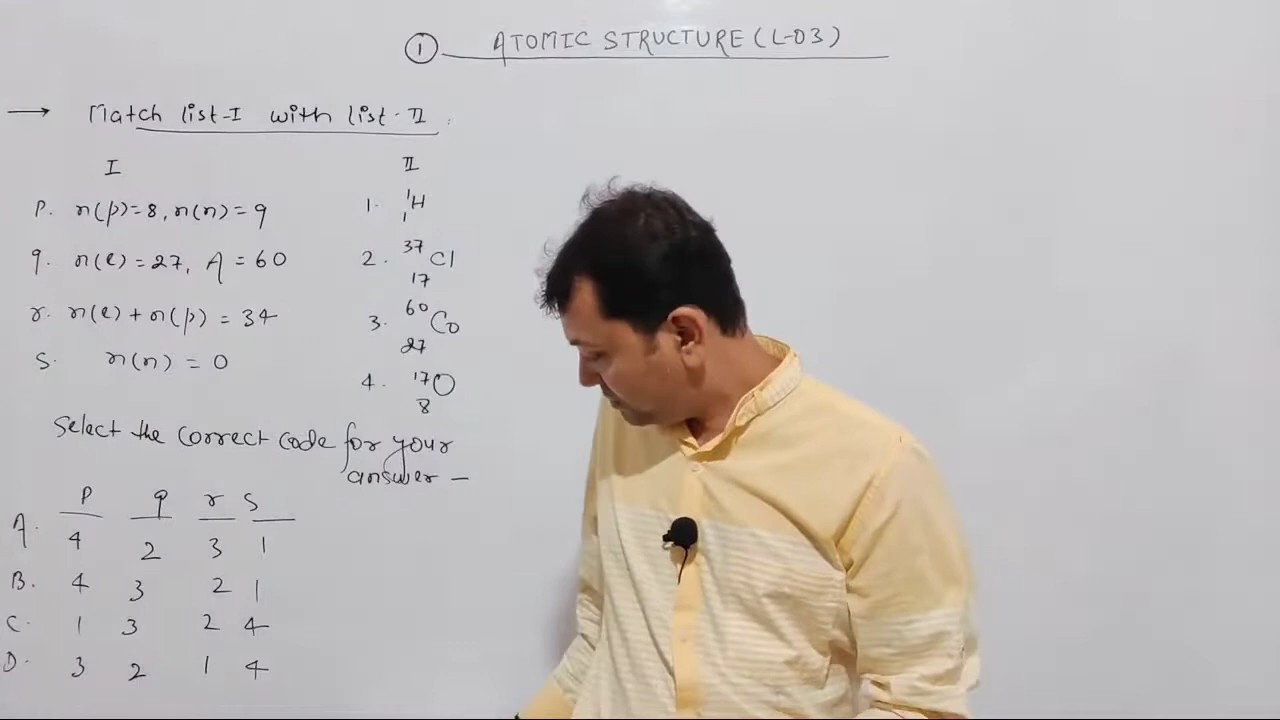 ① ATOMIC STRUCTURE (L-03)
→ Match list-I with list-II.
I II
P. n(p)=8, n(n)=9 1. ¹₁H
q. n(e)=27, A=60 2. ³⁷₁₇Cl
r. n(e)+n(p)=34 3. ⁶⁰₂₇Co
S. n(n)=0 4. ¹⁷₈O
Select the correct code for your
answer —
P q r S
A. 4 2 3 1
B. 4 3 2 1
C. 1 3 2 4
D. 3 2 1 4